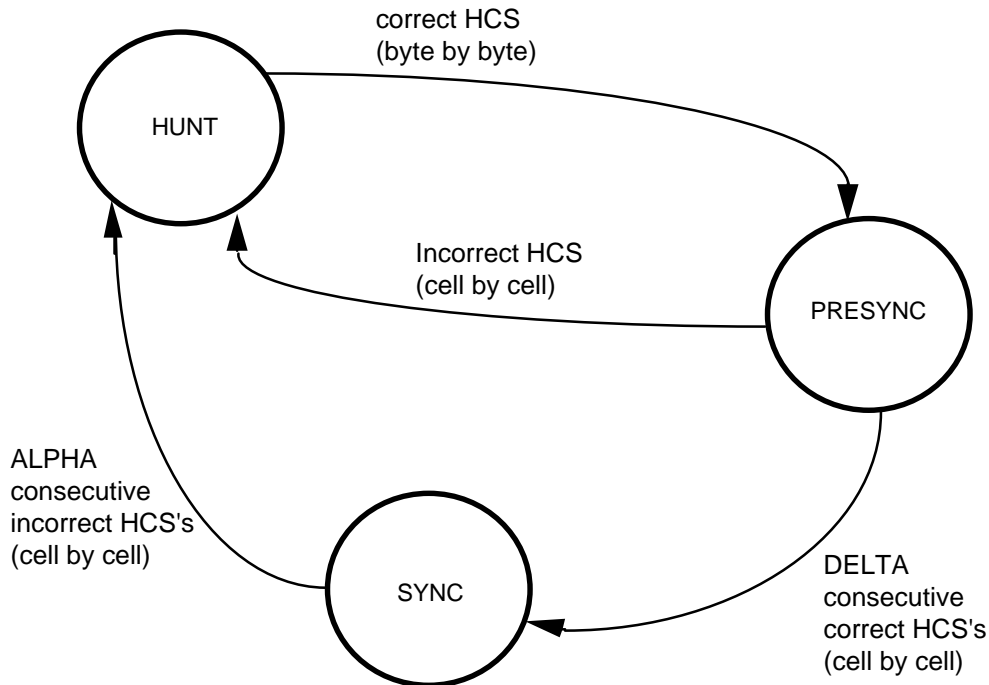 correct HCS
(byte by byte)
HUNT
Incorrect HCS
(cell by cell)
PRESYNC
ALPHA
consecutive
incorrect HCS's
(cell by cell)
SYNC
DELTA
consecutive
correct HCS's
(cell by cell)